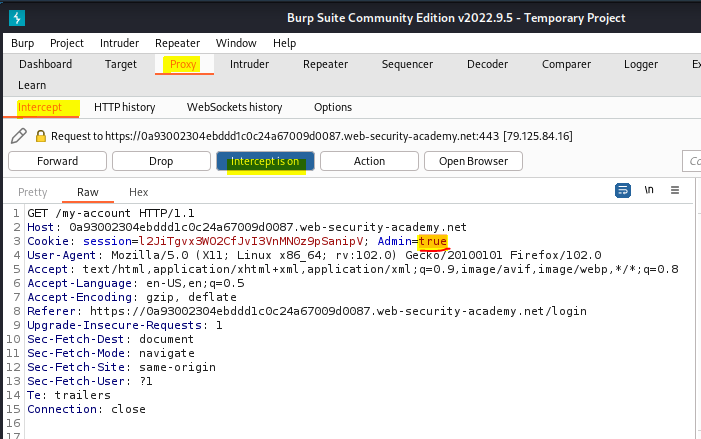 Burp Suite Community Edition v2022.9.5 - Temporary Project
Burp Project Intruder Repeater Window Help
Dashboard Target Proxy Intruder Repeater Sequencer Decoder Comparer Logger Ex
Learn
Intercept HTTP history WebSockets history Options
Request to https://0a93002304ebddd1c0c24a67009d0087.web-security-academy.net:443 [79.125.84.16]
Forward Drop Intercept is on Action Open Browser Co
Pretty Raw Hex \n
1 GET /my-account HTTP/1.1
2 Host: 0a93002304ebddd1c0c24a67009d0087.web-security-academy.net
3 Cookie: session=l2JiTgvx3WO2CfJvI3VnMN0z9pSanipV; Admin=true
4 User-Agent: Mozilla/5.0 (X11; Linux x86_64; rv:102.0) Gecko/20100101 Firefox/102.0
5 Accept: text/html,application/xhtml+xml,application/xml;q=0.9,image/avif,image/webp,*/*;q=0.8
6 Accept-Language: en-US,en;q=0.5
7 Accept-Encoding: gzip, deflate
8 Referer: https://0a93002304ebddd1c0c24a67009d0087.web-security-academy.net/login
9 Upgrade-Insecure-Requests: 1
10 Sec-Fetch-Dest: document
11 Sec-Fetch-Mode: navigate
12 Sec-Fetch-Site: same-origin
13 Sec-Fetch-User: ?1
14 Te: trailers
15 Connection: close
16
17